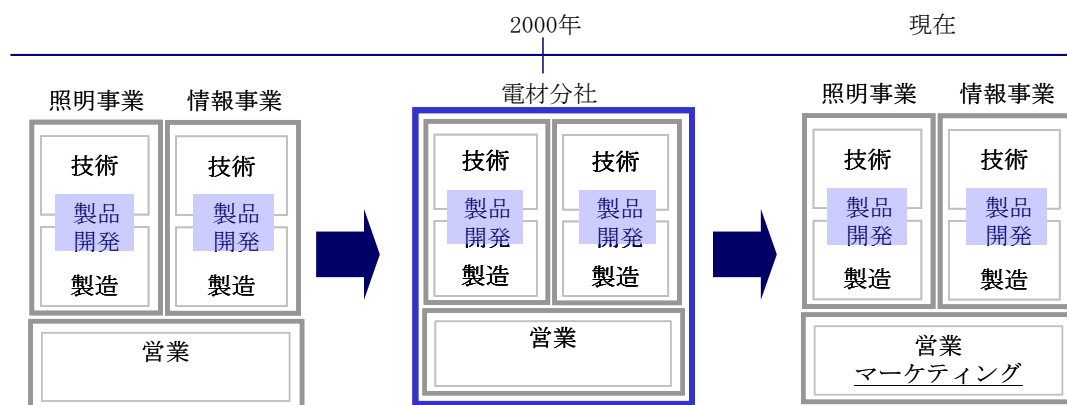 2000年
現在
照明事業
情報事業
技術
製品
開発
製造
技術
製品
開発
製造
営業
電材分社
技術
製品
開発
製造
技術
製品
開発
製造
営業
照明事業
情報事業
技術
製品
開発
製造
技術
製品
開発
製造
営業
マーケティング